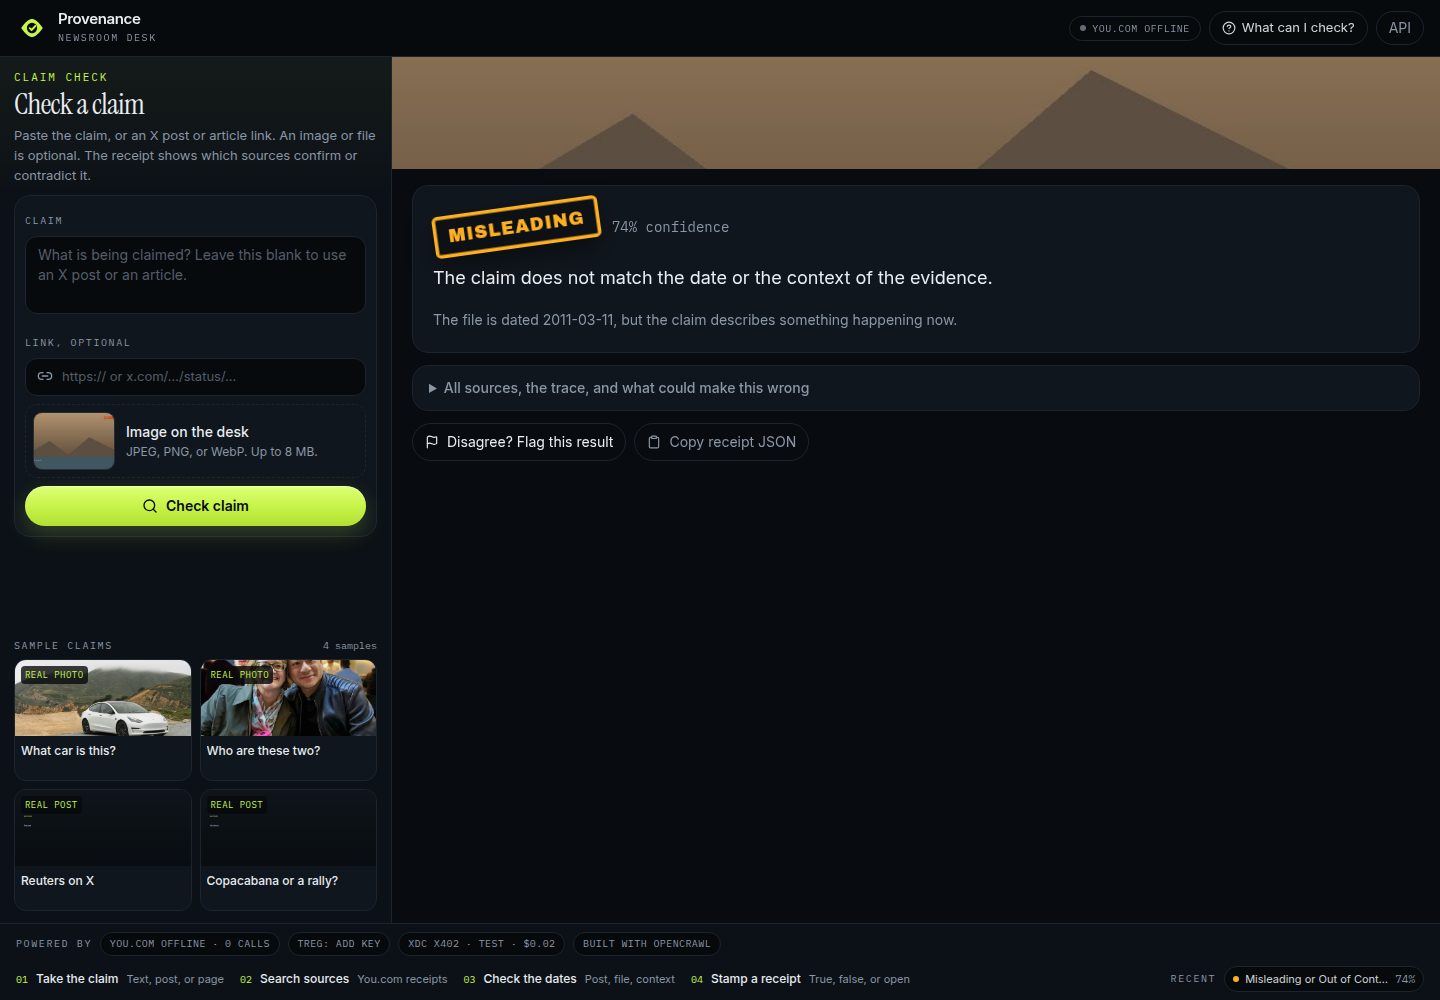 Provenance
NEWSROOM DESK
YOU.COM OFFLINE
What can I check?
API
CLAIM CHECK
Check a claim
Paste the claim, or an X post or article link. An image or file
is optional. The receipt shows which sources confirm or
contradict it.
CLAIM
What is being claimed? Leave this blank to use
an X post or an article.
LINK, OPTIONAL
https:// or x.com/.../status/...
Image on the desk
JPEG, PNG, or WebP. Up to 8 MB.
Check claim
SAMPLE CLAIMS
4 samples
REAL PHOTO
What car is this?
REAL PHOTO
Who are these two?
REAL POST
Reuters on X
REAL POST
Copacabana or a rally?
MISLEADING
74% confidence
The claim does not match the date or the context of the evidence.
The file is dated 2011-03-11, but the claim describes something happening now.
All sources, the trace, and what could make this wrong
Disagree? Flag this result
Copy receipt JSON
POWERED BY
YOU.COM OFFLINE · 0 CALLS
TREG: ADD KEY
XDC X402 · TEST · $0.02
BUILT WITH OPENCRAWL
01 Take the claim Text, post, or page
02 Search sources You.com receipts
03 Check the dates Post, file, context
04 Stamp a receipt True, false, or open
RECENT
Misleading or Out of Cont... 74%